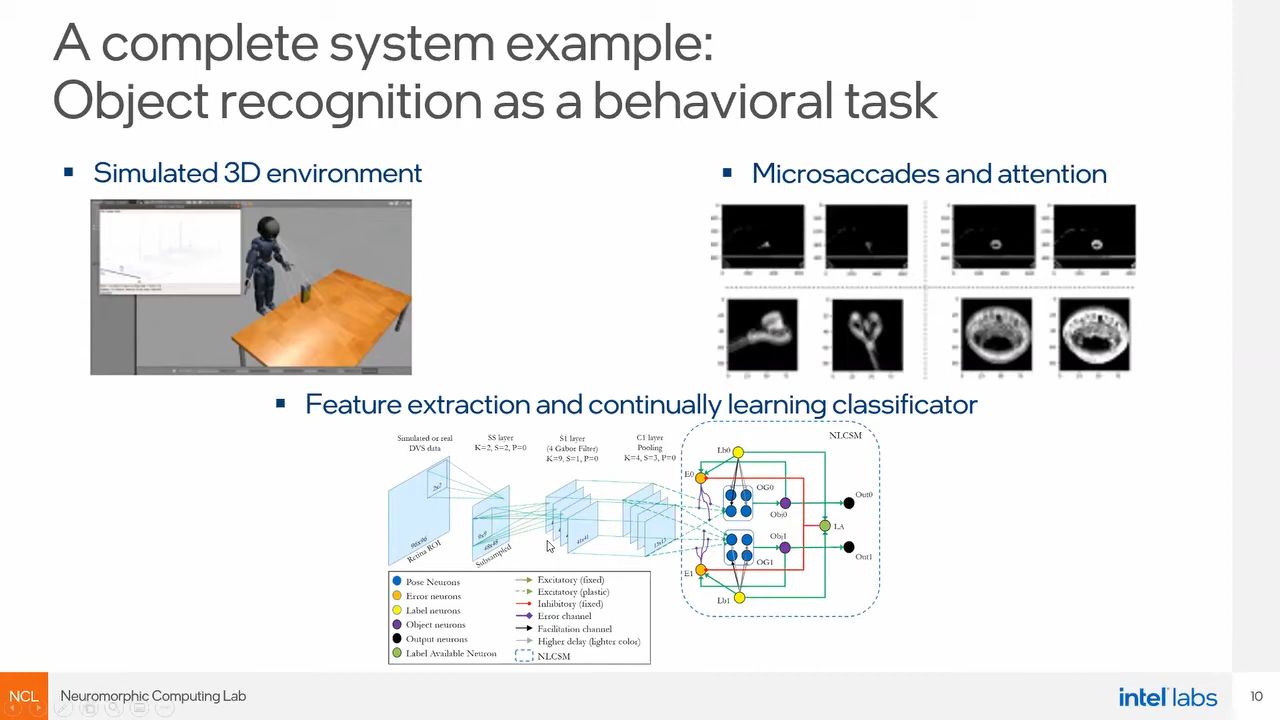 A complete system example:
Object recognition as a behavioral task
▪ Simulated 3D environment
▪ Microsaccades and attention
▪ Feature extraction and continually learning classificator
Simulated or real
DVS data
SS layer
K=2, S=2, P=0
S1 layer
(4 Gabor Filter)
K=9, S=1, P=0
C1 layer
Pooling
K=4, S=3, P=0
NLCSM
Lb0
E0
OG0
Obj0
Out0
LA
Obj1
Out1
OG1
E1
Lb1
Retina ROI
Subsampled
Pose Neurons
Error neurons
Label neurons
Object neurons
Output neurons
Label Available Neuron
Excitatory (fixed)
Excitatory (plastic)
Inhibitory (fixed)
Error channel
Facilitation channel
Higher delay (lighter color)
NLCSM
NCL
Neuromorphic Computing Lab
intel labs
10